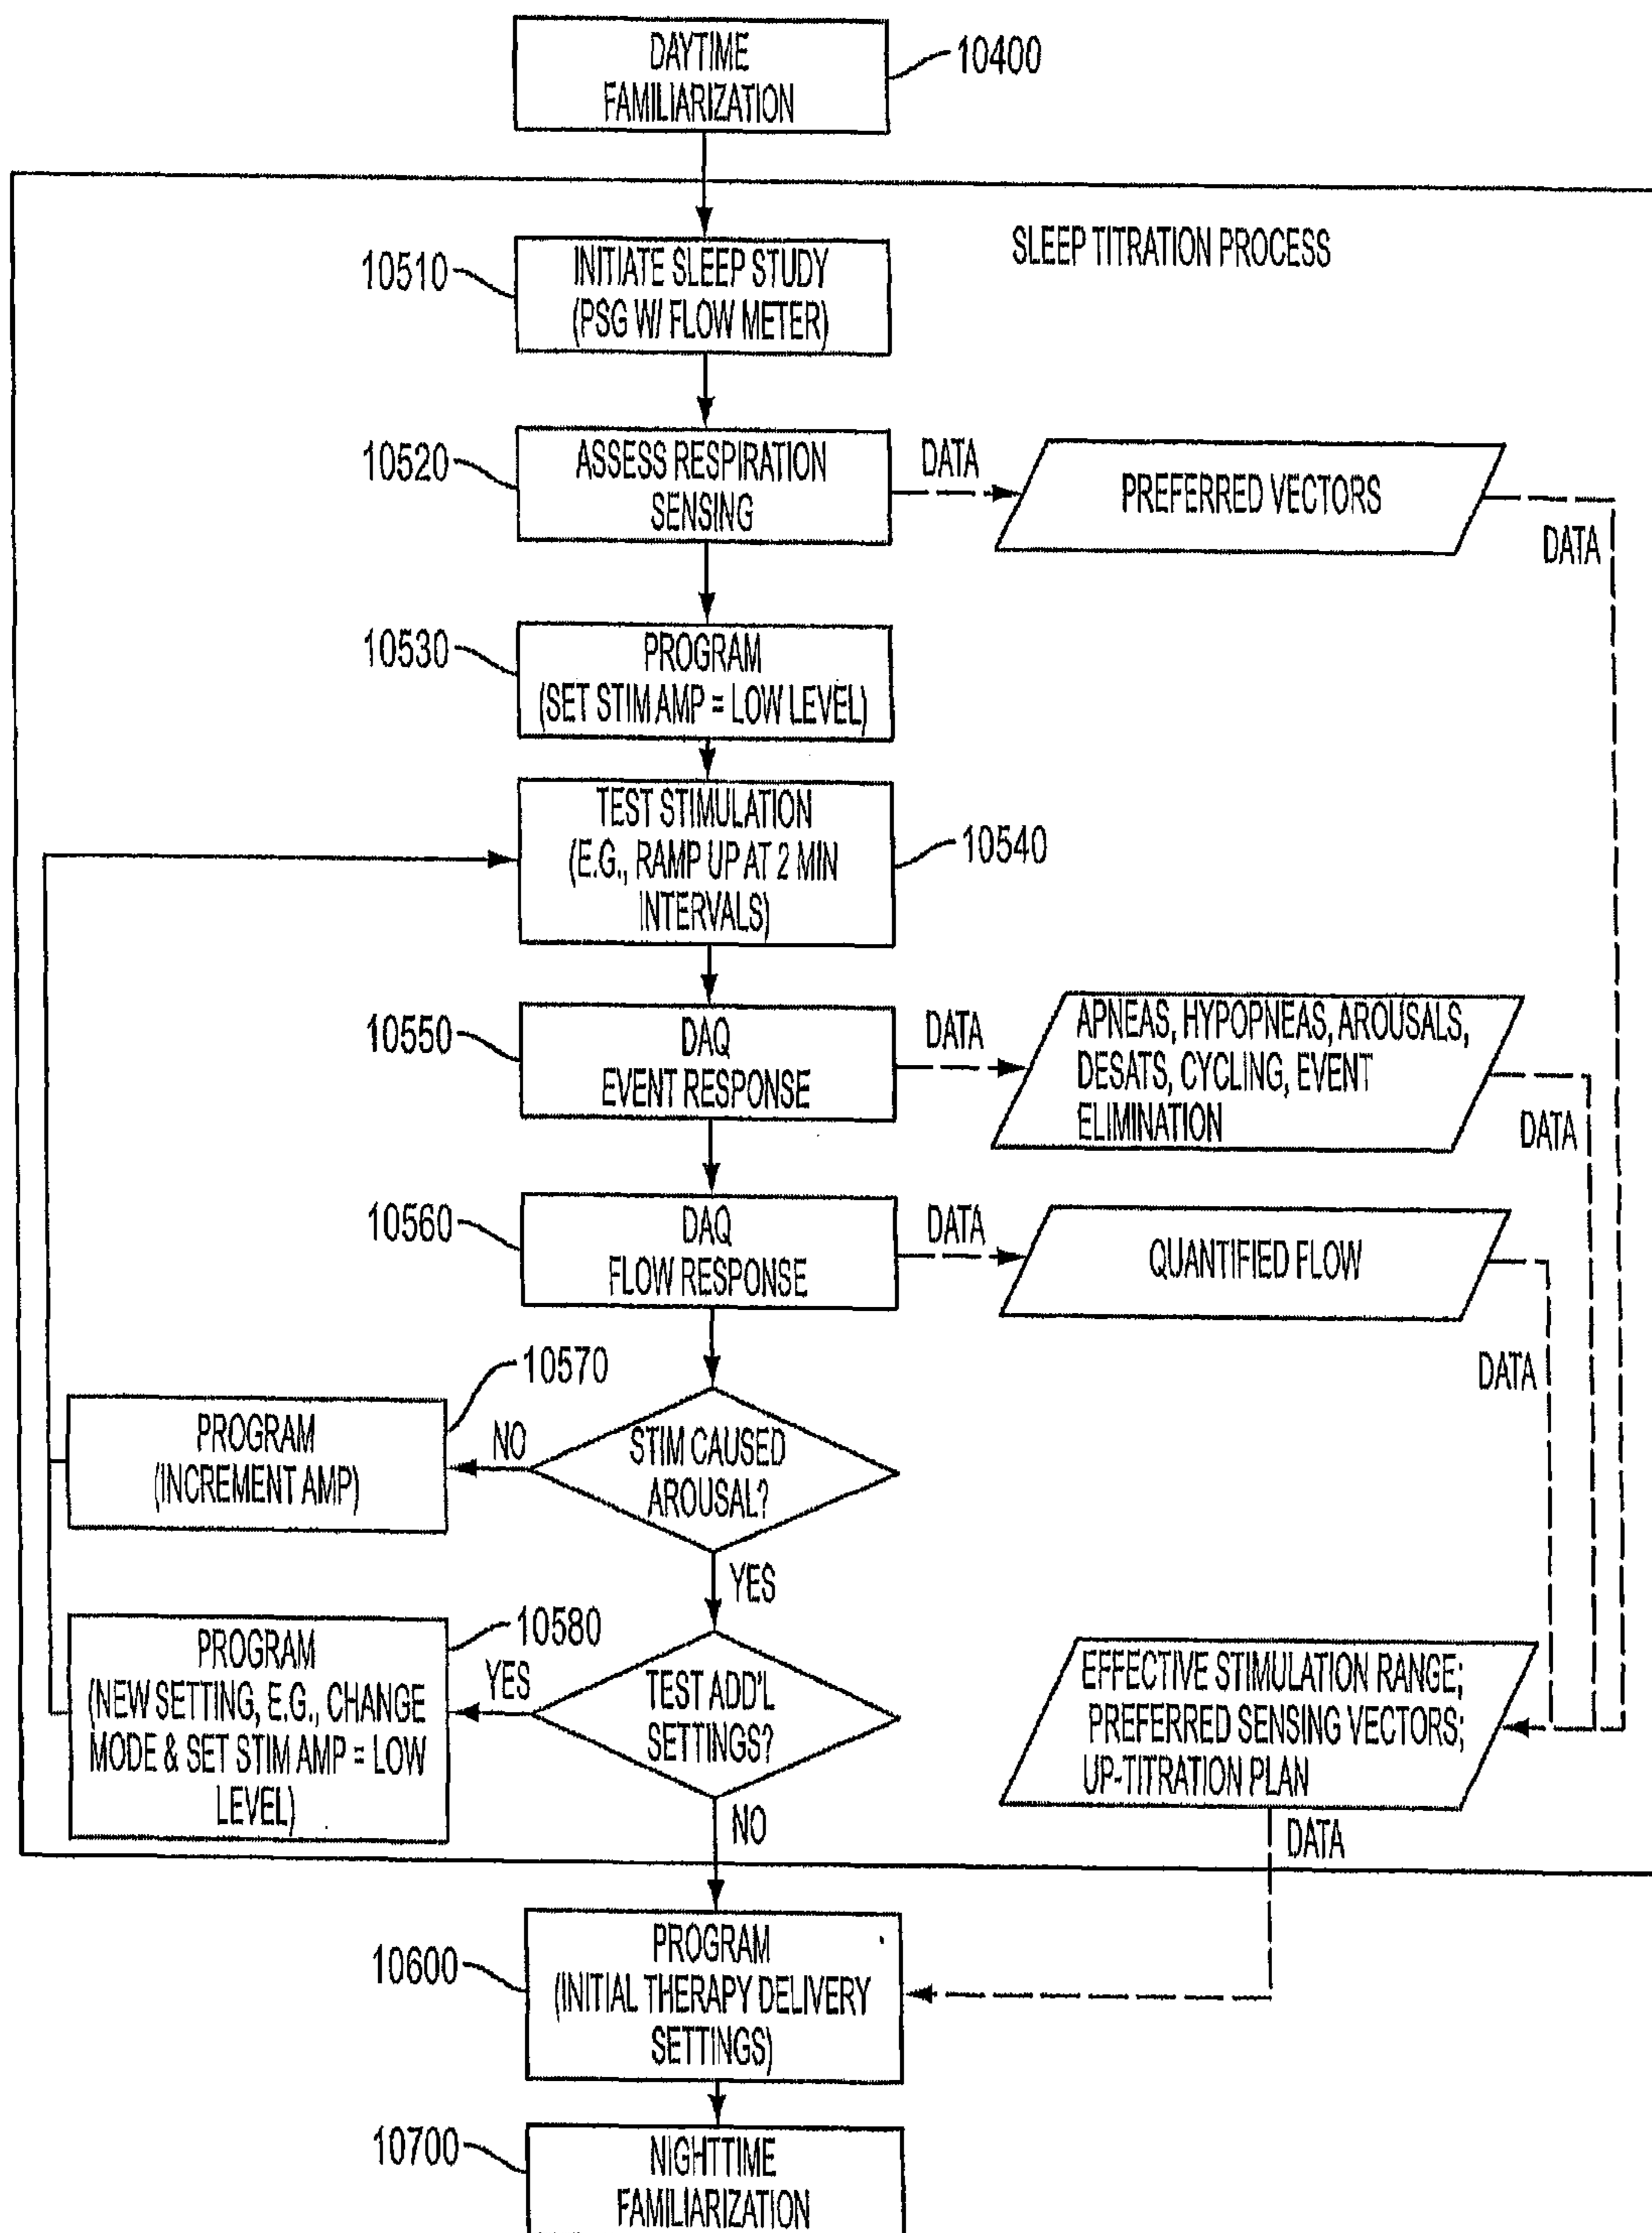 DAYTIME
FAMILIARIZATION
10400
SLEEP TITRATION PROCESS
10510
INITIATE SLEEP STUDY
(PSG W/ FLOW METER)
10520
ASSESS RESPIRATION
SENSING
DATA
PREFERRED VECTORS
DATA
10530
PROGRAM
(SET STIM AMP = LOW LEVEL)
TEST STIMULATION
(E.G., RAMP UP AT 2 MIN
INTERVALS)
10540
10550
DAQ
EVENT RESPONSE
DATA
APNEAS, HYPOPNEAS, AROUSALS,
DESATS, CYCLING, EVENT
ELIMINATION
DATA
10560
DAQ
FLOW RESPONSE
DATA
QUANTIFIED FLOW
DATA
10570
PROGRAM
(INCREMENT AMP)
NO
STIM CAUSED
AROUSAL?
YES
10580
PROGRAM
(NEW SETTING, E.G., CHANGE
MODE & SET STIM AMP = LOW
LEVEL)
YES
TEST ADD'L
SETTINGS?
NO
EFFECTIVE STIMULATION RANGE;
PREFERRED SENSING VECTORS;
UP-TITRATION PLAN
DATA
10600
PROGRAM
(INITIAL THERAPY DELIVERY
SETTINGS)
10700
NIGHTTIME
FAMILIARIZATION